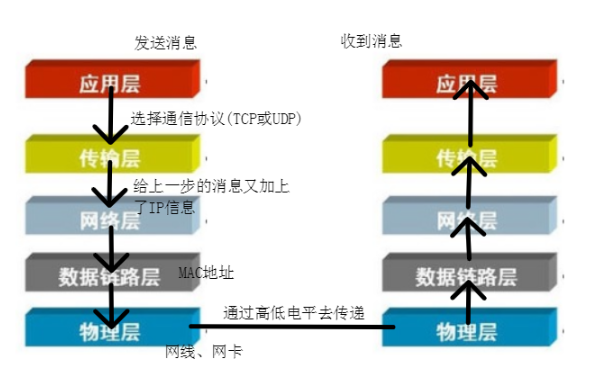 发送消息
收到消息
应用层
应用层
选择通信协议(TCP或UDP)
传输层
传输层
给上一步的消息又加上
了IP信息
网络层
网络层
数据链路层
MAC地址
数据链路层
通过高低电平去传递
物理层
物理层
网线、网卡